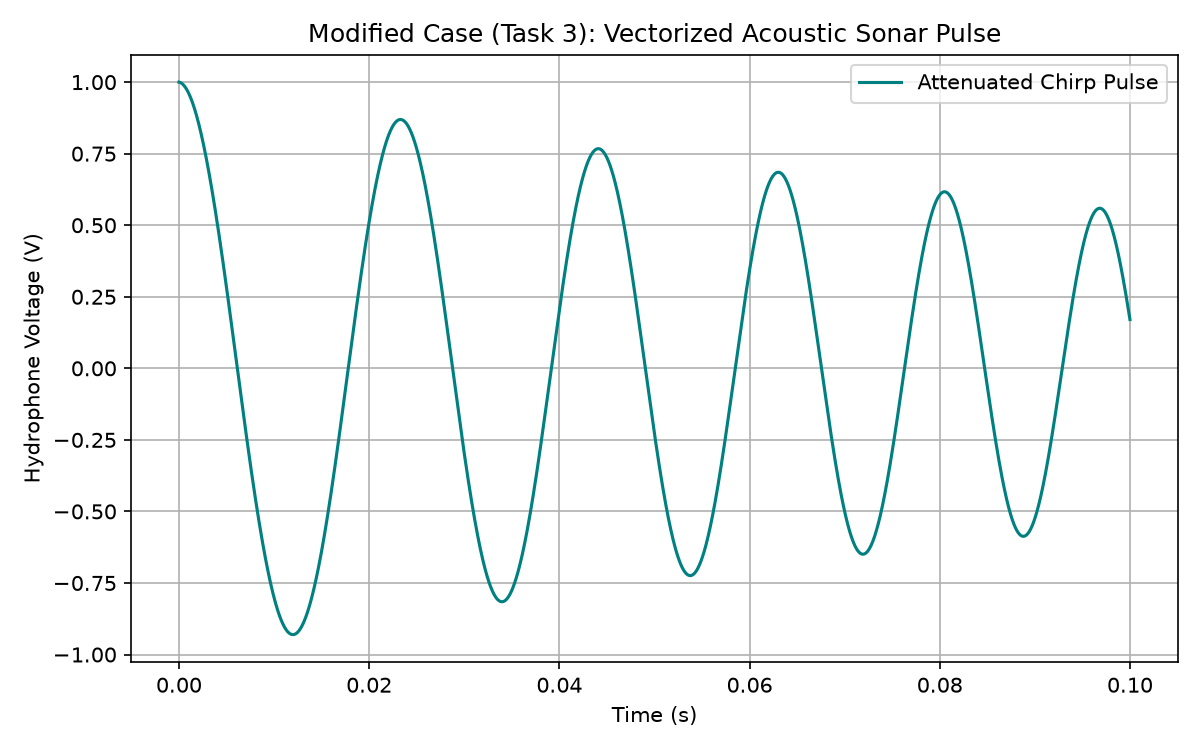 Modified Case (Task 3): Vectorized Acoustic Sonar Pulse
Attenuated Chirp Pulse
Hydrophone Voltage (V)
1.00
0.75
0.50
0.25
0.00
−0.25
−0.50
−0.75
−1.00
0.00 0.02 0.04 0.06 0.08 0.10
Time (s)